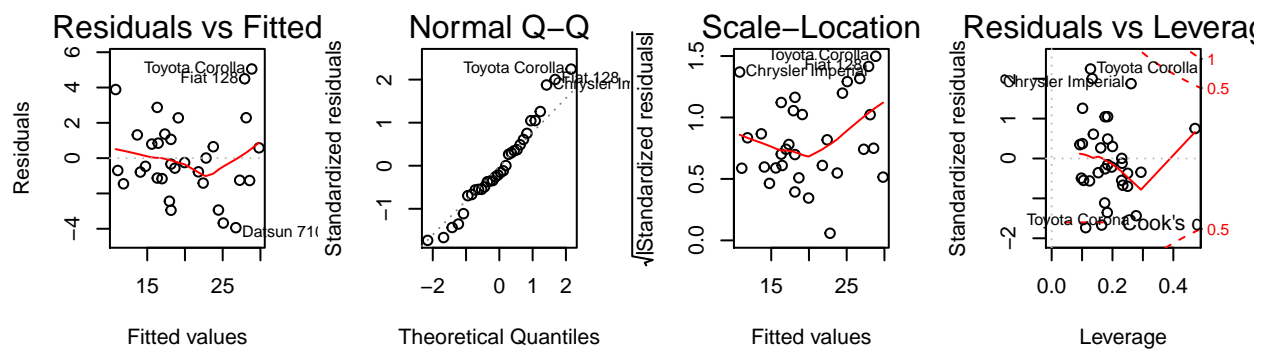 Residuals vs Fitted
Residuals
6
4
2
0
−4
Toyota Corolla
Fiat 128
Datsun 710
15
25
Fitted values
Normal Q−Q
Standardized residuals
2
1
0
−1
Toyota Corolla
Fiat 128
Chrysler Im
−2
0
1
2
Theoretical Quantiles
Scale−Location
√|Standardized residuals|
1.5
1.0
0.5
0.0
Toyota Corolla
Fiat 128
Chrysler Imperial
15
25
Fitted values
Residuals vs Leverag
Standardized residuals
2
0
−2
Chrysler Imperial
Toyota Corolla
Toyota Corona
Cook's d
1
0.5
0.5
0.0
0.2
0.4
Leverage